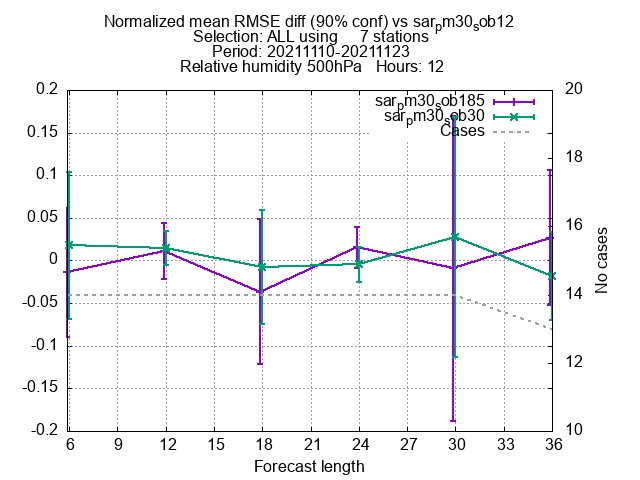 Normalized mean RMSE diff (90% conf) vs sarpm30sob12
Selection: ALL using 7 stations
Period: 20211110-20211123
Relative humidity 500hPa Hours: 12
sarpm30sob185
sarpm30sob30
Cases
0.2
0.15
0.1
0.05
0
-0.05
-0.1
-0.15
-0.2
20
18
16
14
12
10
No cases
6 9 12 15 18 21 24 27 30 33 36
Forecast length